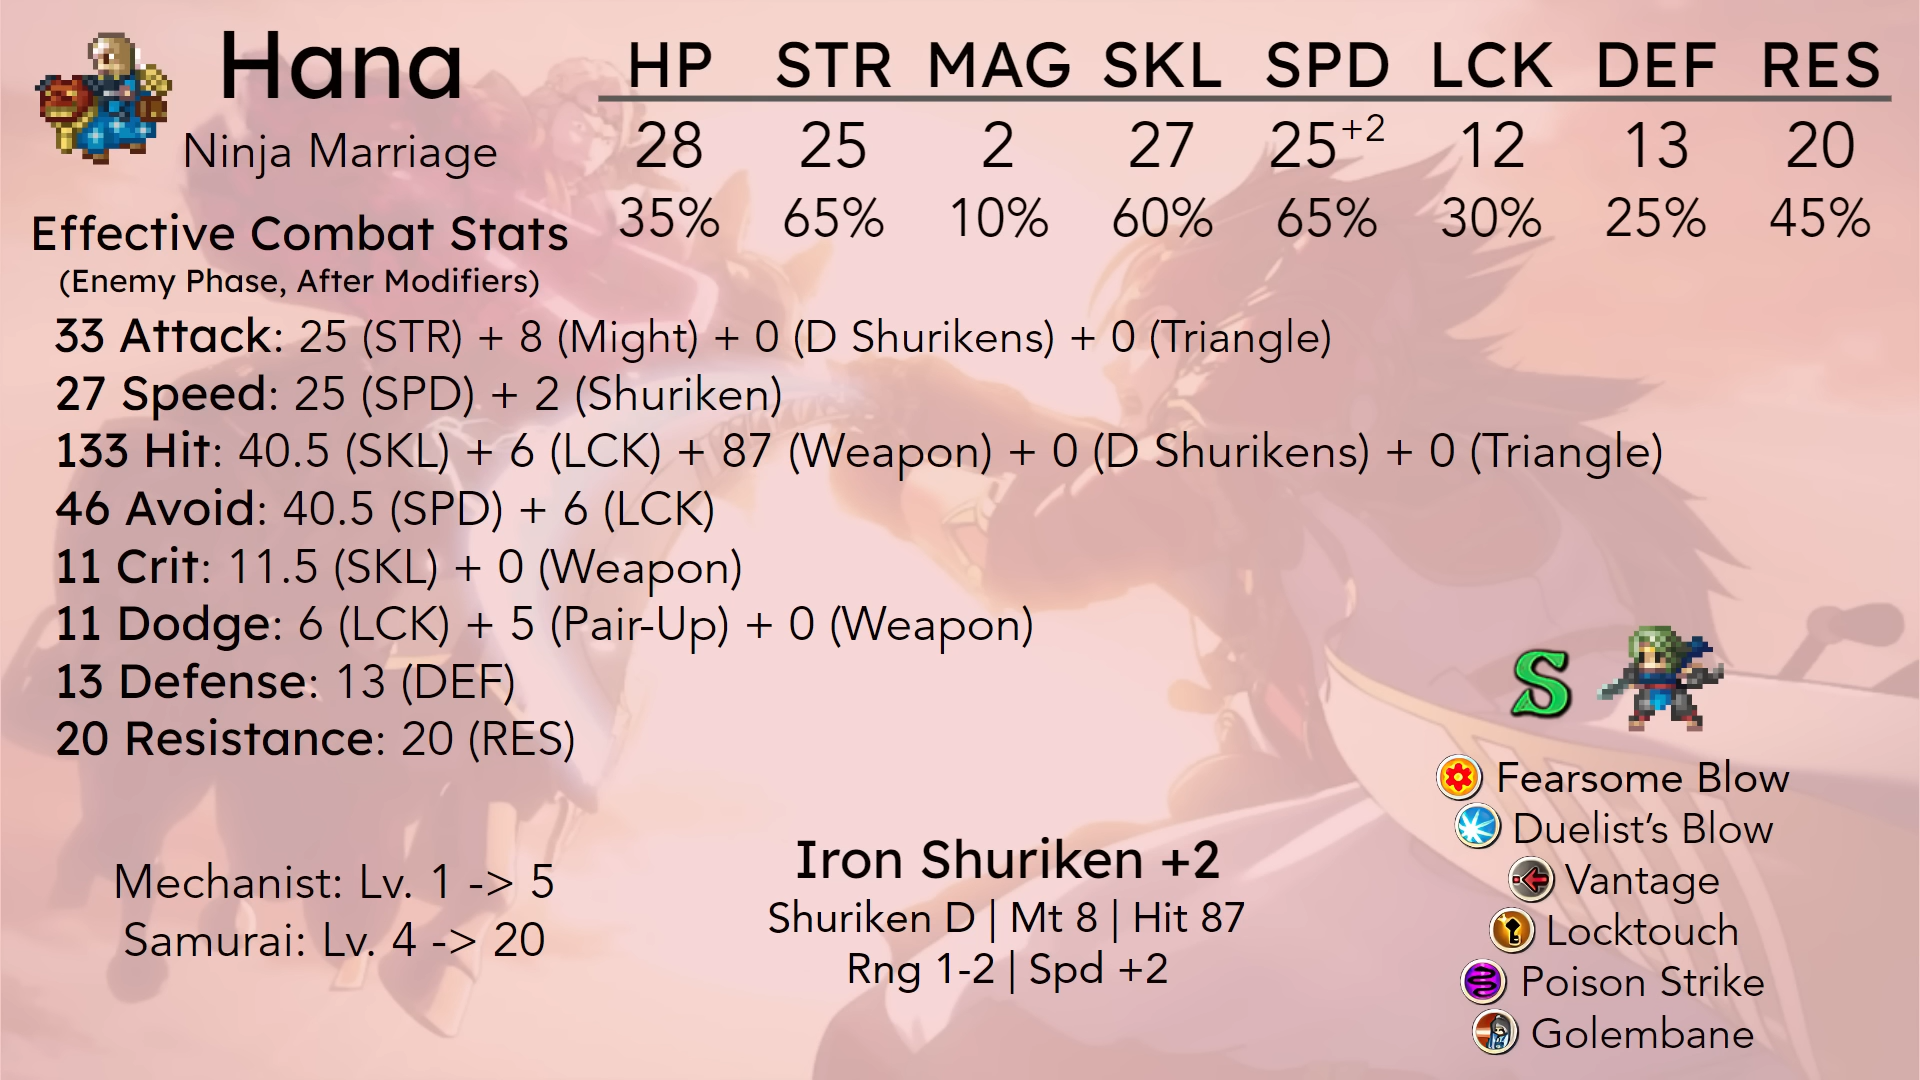 Hana
Ninja Marriage
HP STR MAG SKL SPD LCK DEF RES
28 25 2 27 25+2 12 13 20
35% 65% 10% 60% 65% 30% 25% 45%
Effective Combat Stats
(Enemy Phase, After Modifiers)
33 Attack: 25 (STR) + 8 (Might) + 0 (D Shurikens) + 0 (Triangle)
27 Speed: 25 (SPD) + 2 (Shuriken)
133 Hit: 40.5 (SKL) + 6 (LCK) + 87 (Weapon) + 0 (D Shurikens) + 0 (Triangle)
46 Avoid: 40.5 (SPD) + 6 (LCK)
11 Crit: 11.5 (SKL) + 0 (Weapon)
11 Dodge: 6 (LCK) + 5 (Pair-Up) + 0 (Weapon)
13 Defense: 13 (DEF)
20 Resistance: 20 (RES)
Mechanist: Lv. 1 -> 5
Samurai: Lv. 4 -> 20
Iron Shuriken +2
Shuriken D | Mt 8 | Hit 87
Rng 1-2 | Spd +2
S
Fearsome Blow
Duelist's Blow
Vantage
Locktouch
Poison Strike
Golembane